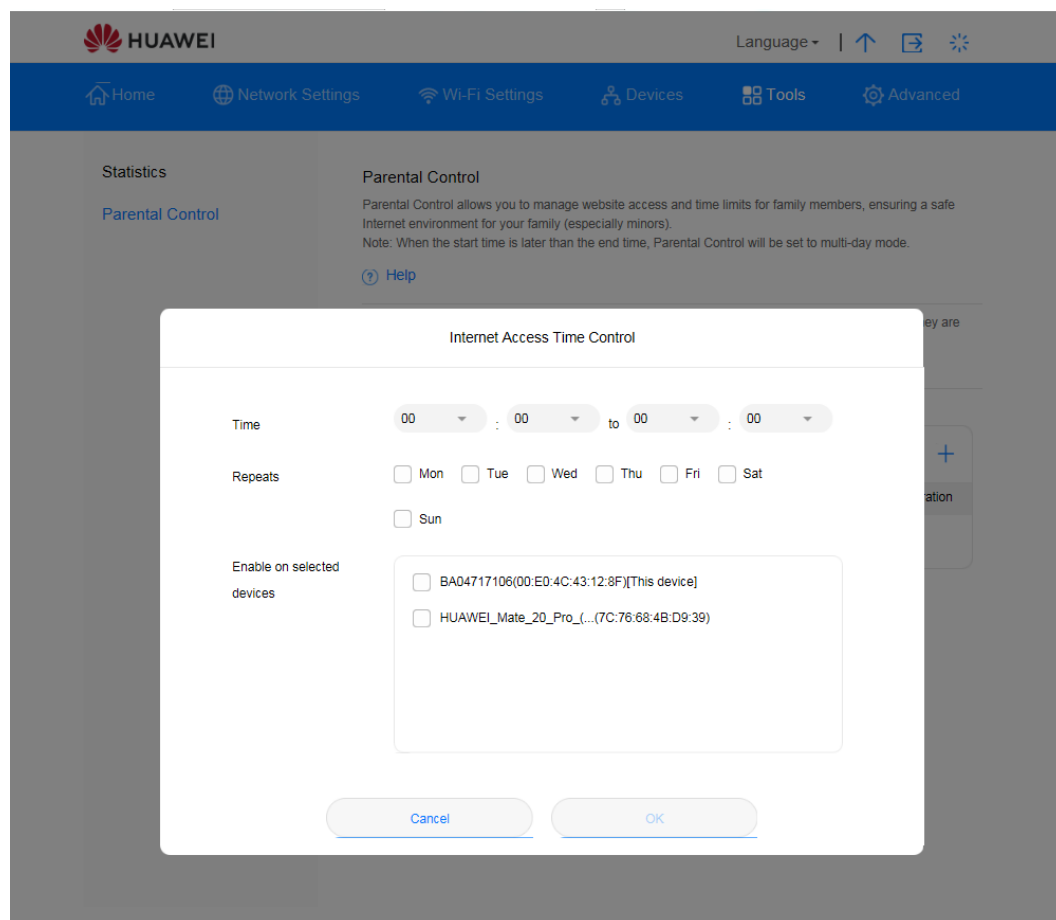 HUAWEI
Language
Home Network Settings Wi-Fi Settings Devices Tools Advanced
Statistics
Parental Control
Parental Control
Parental Control allows you to manage website access and time limits for family members, ensuring a safe
Internet environment for your family (especially minors).
Note: When the start time is later than the end time, Parental Control will be set to multi-day mode.
? Help
ey are
Internet Access Time Control
Time 00 : 00 to 00 : 00
Repeats Mon Tue Wed Thu Fri Sat
Sun
ration
Enable on selected
devices
BA04717106(00:E0:4C:43:12:8F)[This device]
HUAWEI_Mate_20_Pro_(...(7C:76:68:4B:D9:39)
Cancel OK